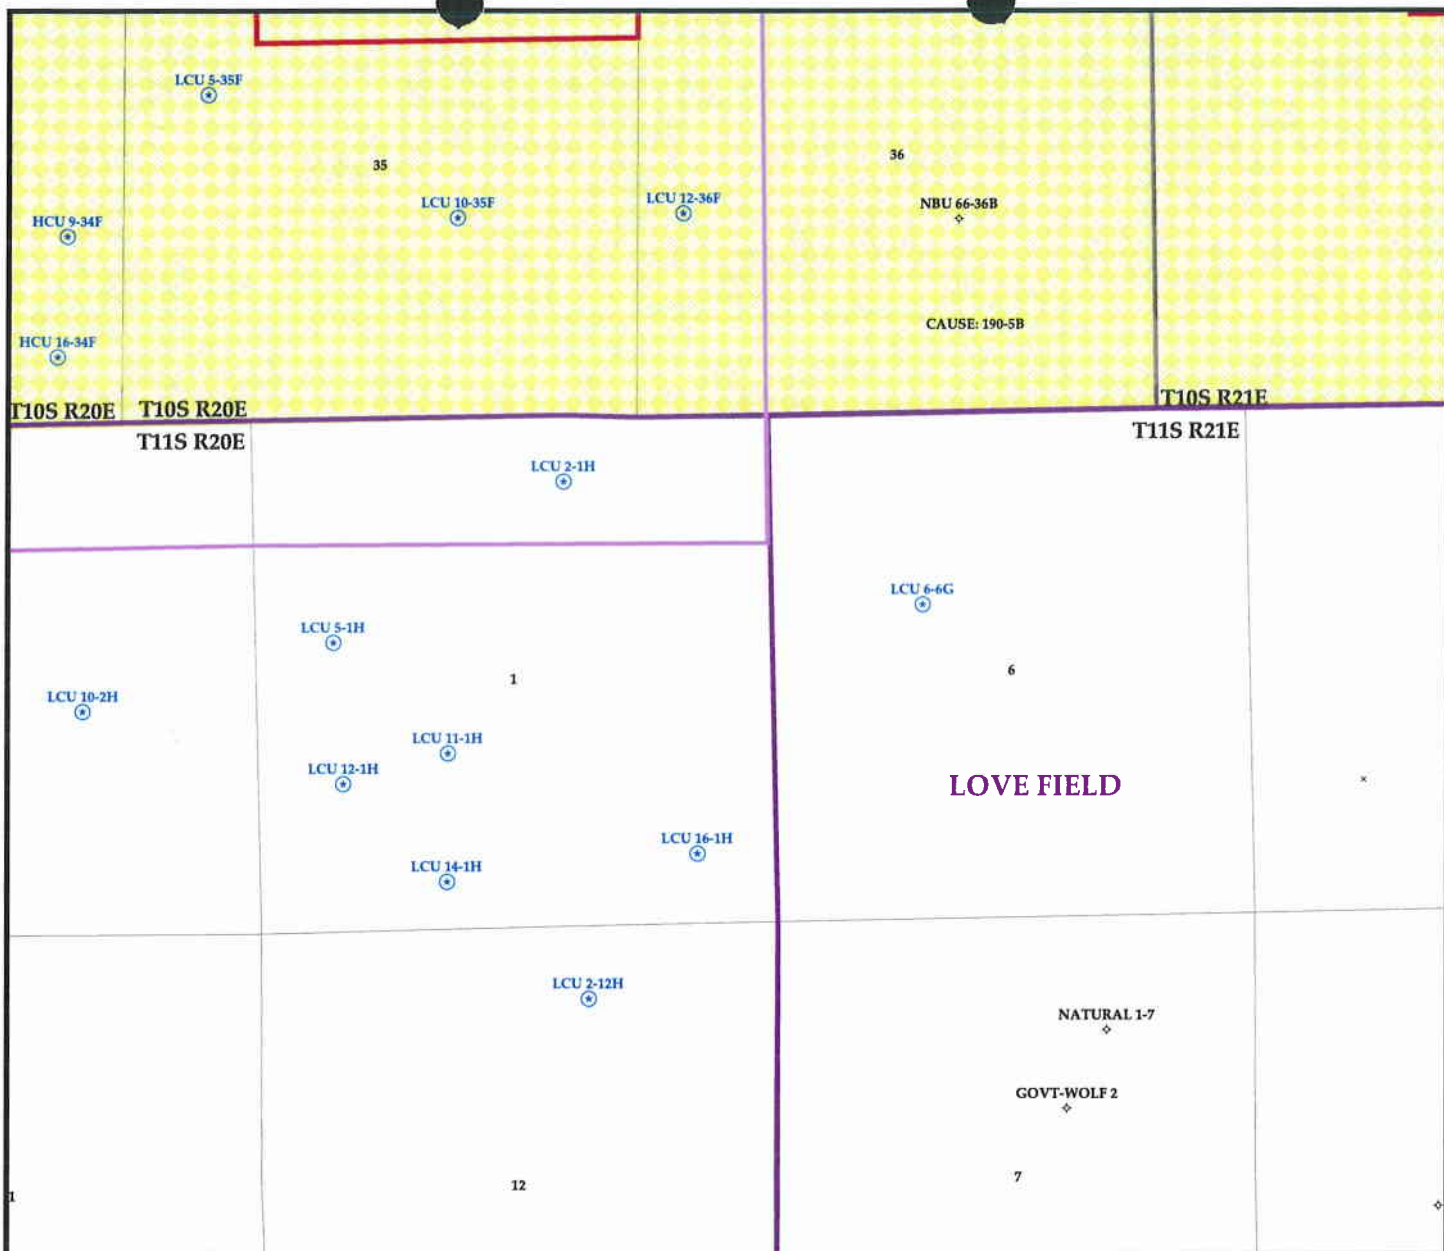 LCU 5-35F
35
36
LCU 12-36F
LCU 10-35F
NBU 66-36B
HCU 9-34F
CAUSE: 190-5B
HCU 16-34F
T10S R20E
T10S R20E
T10S R21E
T11S R20E
T11S R21E
LCU 2-1H
LCU 6-6G
LCU 5-1H
1
6
LCU 10-2H
LCU 11-1H
LCU 12-1H
LOVE FIELD
LCU 16-1H
LCU 14-1H
LCU 2-12H
NATURAL 1-7
GOVT-WOLF 2
7
12
1